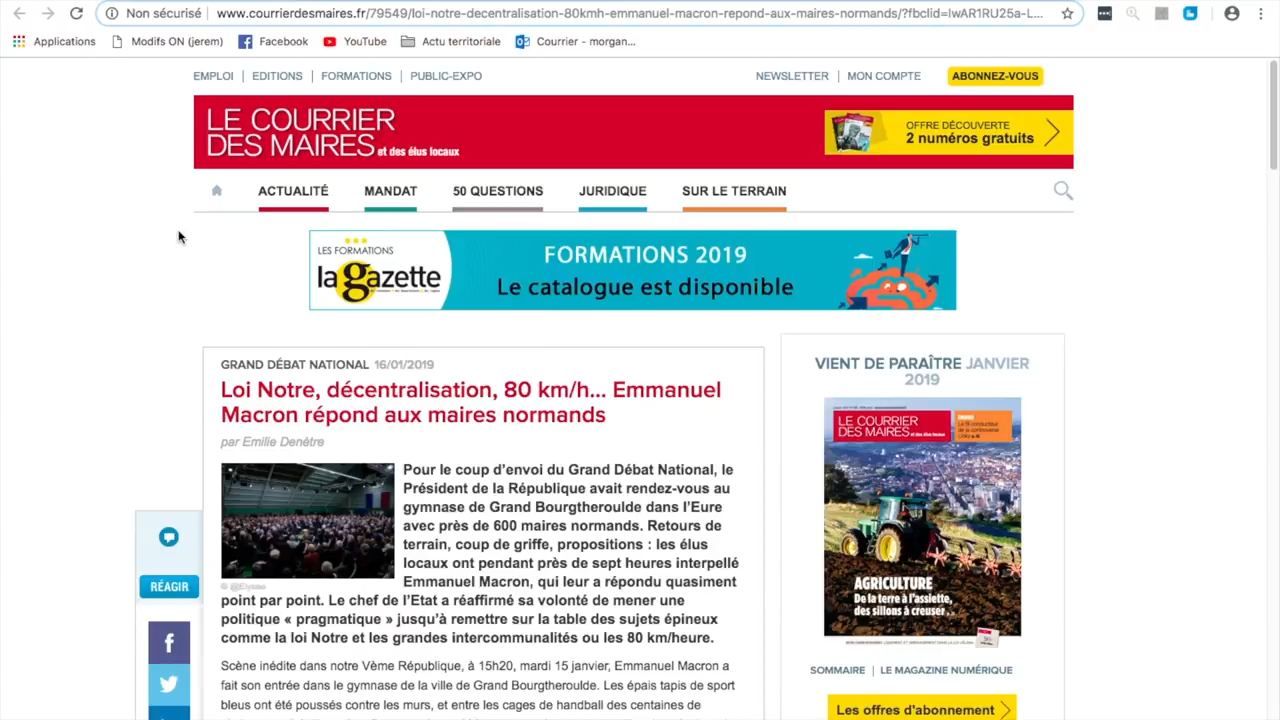 Non sécurisé | www.courrierdesmaires.fr/79549/loi-notre-decentralisation-80kmh-emmanuel-macron-repond-aux-maires-normands/?fbclid=IwAR1RU25a-L...
Applications Modifs ON (jerem) Facebook YouTube Actu territoriale Courrier - morgan...
EMPLOI | EDITIONS | FORMATIONS | PUBLIC-EXPO
NEWSLETTER | MON COMPTE ABONNEZ-VOUS
LE COURRIER
DES MAIRES et des élus locaux
OFFRE DÉCOUVERTE
2 numéros gratuits
ACTUALITÉ MANDAT 50 QUESTIONS JURIDIQUE SUR LE TERRAIN
LES FORMATIONS
la gazette
FORMATIONS 2019
Le catalogue est disponible
GRAND DÉBAT NATIONAL 16/01/2019
Loi Notre, décentralisation, 80 km/h... Emmanuel
Macron répond aux maires normands
par Emilie Denètre
© @Elysee
Pour le coup d'envoi du Grand Débat National, le
Président de la République avait rendez-vous au
gymnase de Grand Bourgtheroulde dans l'Eure
avec près de 600 maires normands. Retours de
terrain, coup de griffe, propositions : les élus
locaux ont pendant près de sept heures interpellé
Emmanuel Macron, qui leur a répondu quasiment
point par point. Le chef de l'Etat a réaffirmé sa volonté de mener une
politique « pragmatique » jusqu'à remettre sur la table des sujets épineux
comme la loi Notre et les grandes intercommunalités ou les 80 km/heure.
Scène inédite dans notre Vème République, à 15h20, mardi 15 janvier, Emmanuel Macron a
fait son entrée dans le gymnase de la ville de Grand Bourgtheroulde. Les épais tapis de sport
bleus ont été poussés contre les murs, et entre les cages de handball des centaines de
RÉAGIR
VIENT DE PARAÎTRE JANVIER
2019
LE COURRIER
DES MAIRES et des élus locaux
AGRICULTURE
De la terre à l'assiette,
des sillons à creuser
SOMMAIRE | LE MAGAZINE NUMÉRIQUE
Les offres d'abonnement